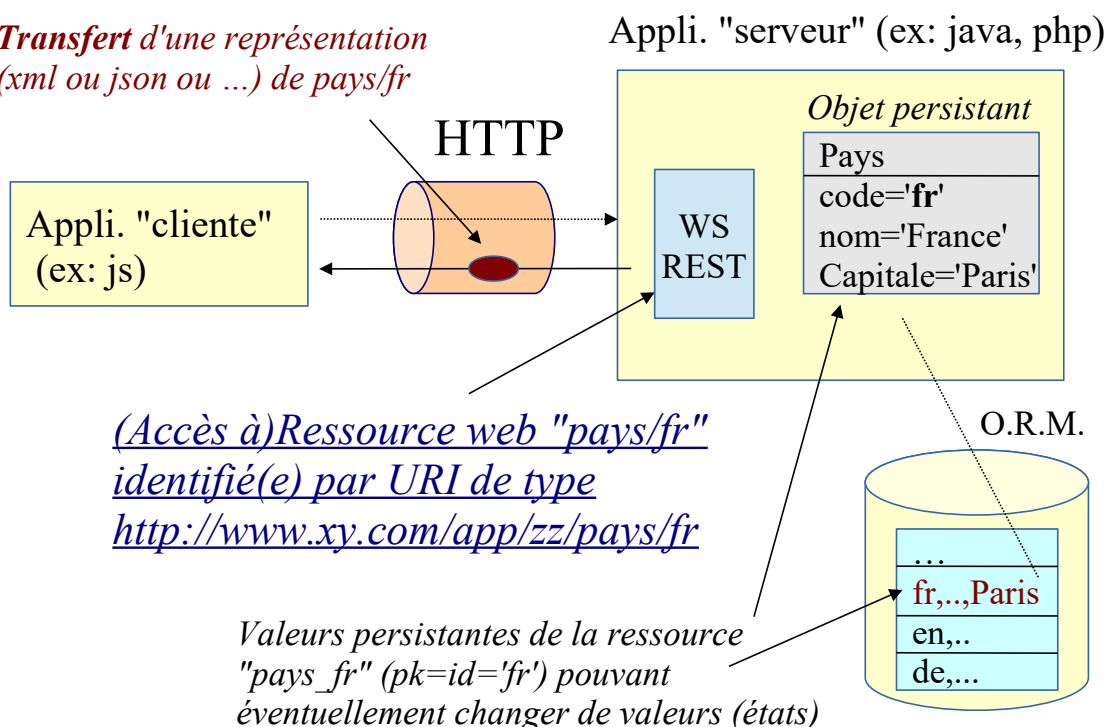 Transfert d'une représentation
(xml ou json ou ...) de pays/fr
Appli. "serveur" (ex: java, php)
HTTP
Objet persistant
Pays
code='fr'
nom='France'
Capitale='Paris'
Appli. "cliente"
(ex: js)
WS
REST
(Accès à)Ressource web "pays/fr"
identifié(e) par URI de type
http://www.xy.com/app/zz/pays/fr
O.R.M.
...
fr,..,Paris
en,..
de,...
Valeurs persistantes de la ressource
"pays_fr" (pk=id='fr') pouvant
éventuellement changer de valeurs (états)